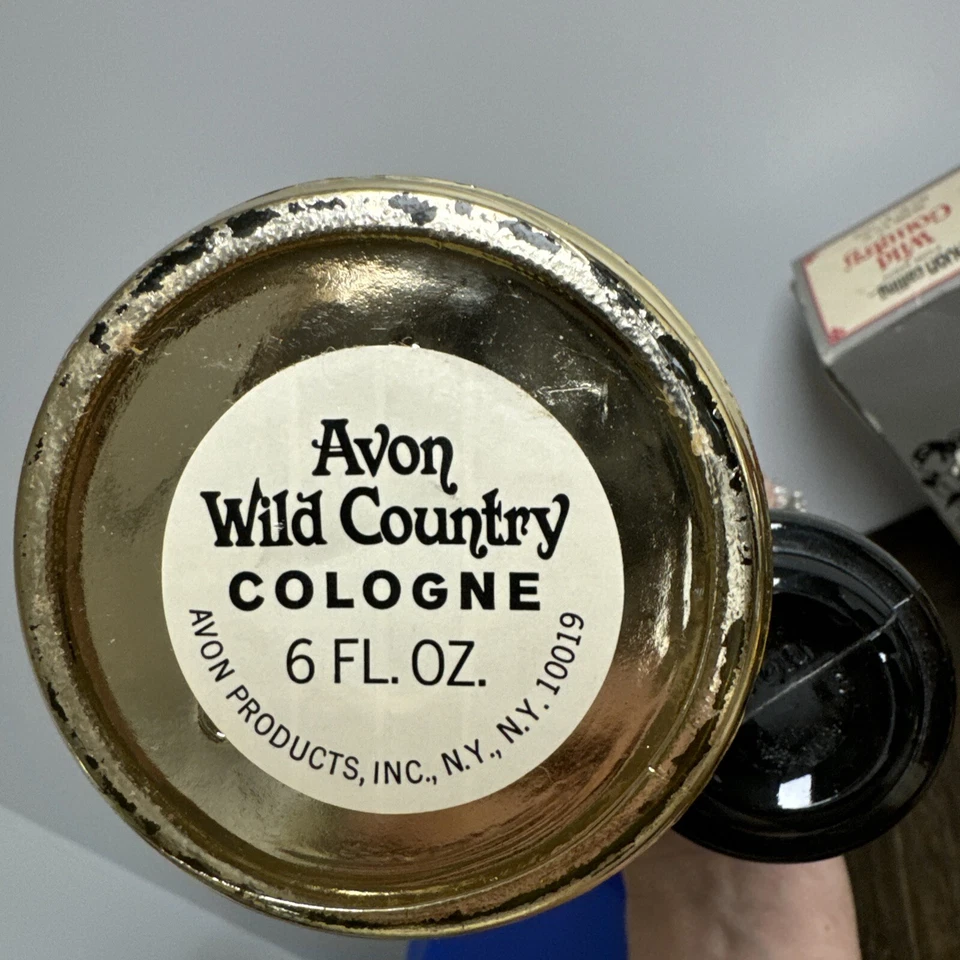 Avon
Wild Country
COLOGNE
6 FL. OZ.
AVON PRODUCTS, INC., N.Y., N.Y. 10019
Wild
Country